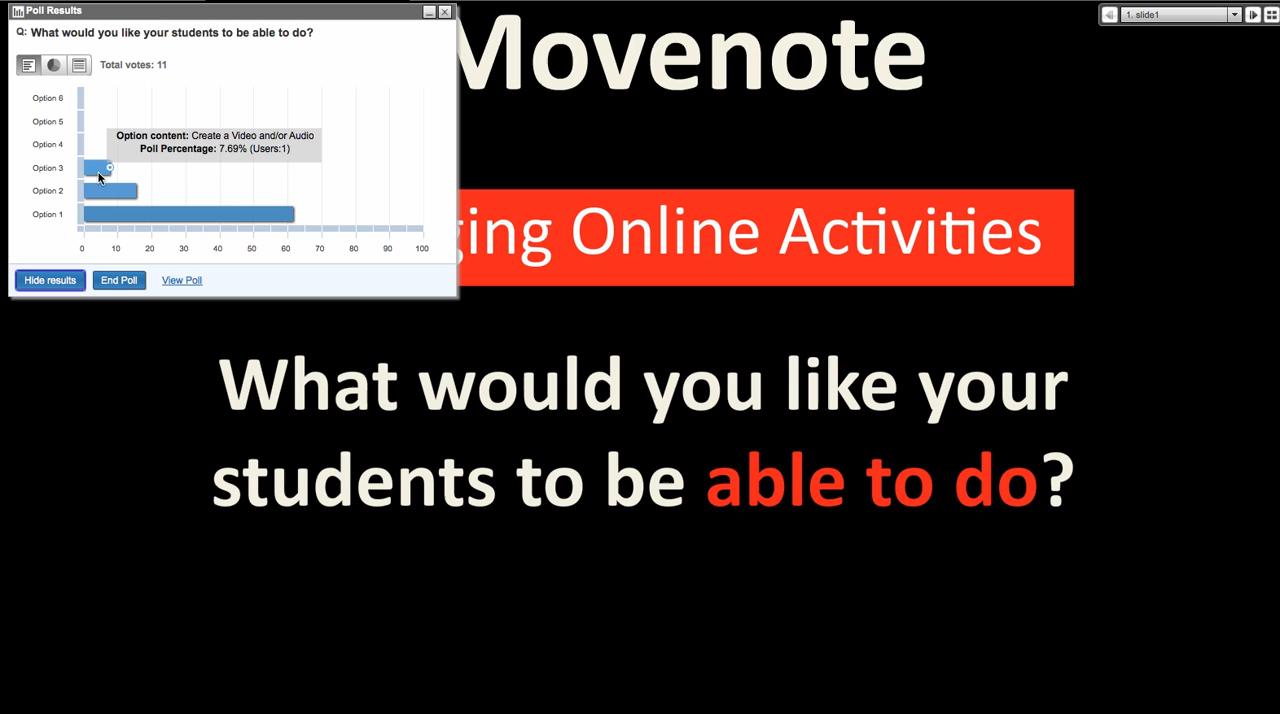 Poll Results
Q: What would you like your students to be able to do?
Total votes: 11
Option 6
Option 5
Option 4
Option content: Create a Video and/or Audio
Poll Percentage: 7.69% (Users:1)
Option 3
Option 2
Option 1
0 10 20 30 40 50 60 70 80 90 100
Hide results End Poll View Poll
1. slide1
Movenote
ging Online Activities
What would you like your
students to be able to do?